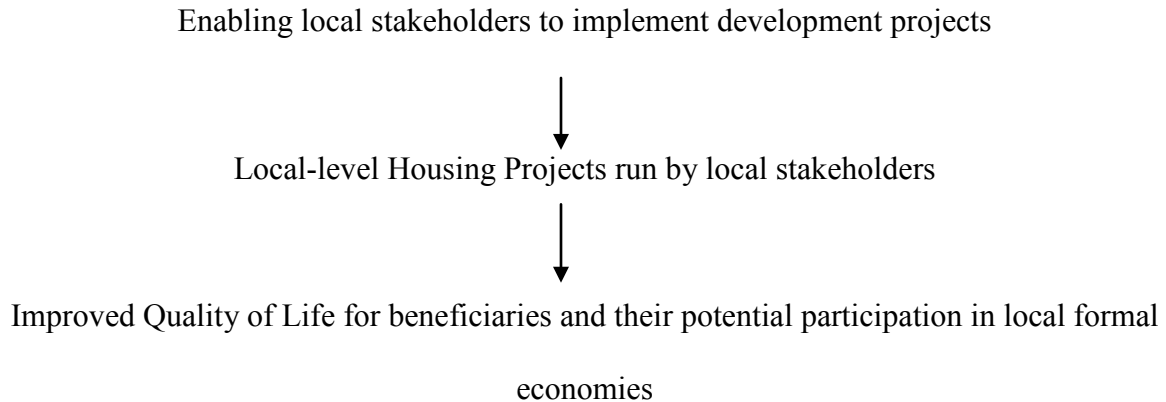 Enabling local stakeholders to implement development projects
Local-level Housing Projects run by local stakeholders
Improved Quality of Life for beneficiaries and their potential participation in local formal
economies